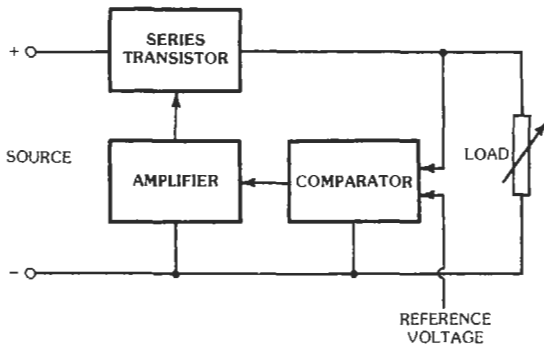 SERIES
TRANSISTOR
+
SOURCE
AMPLIFIER
COMPARATOR
LOAD
-
REFERENCE
VOLTAGE